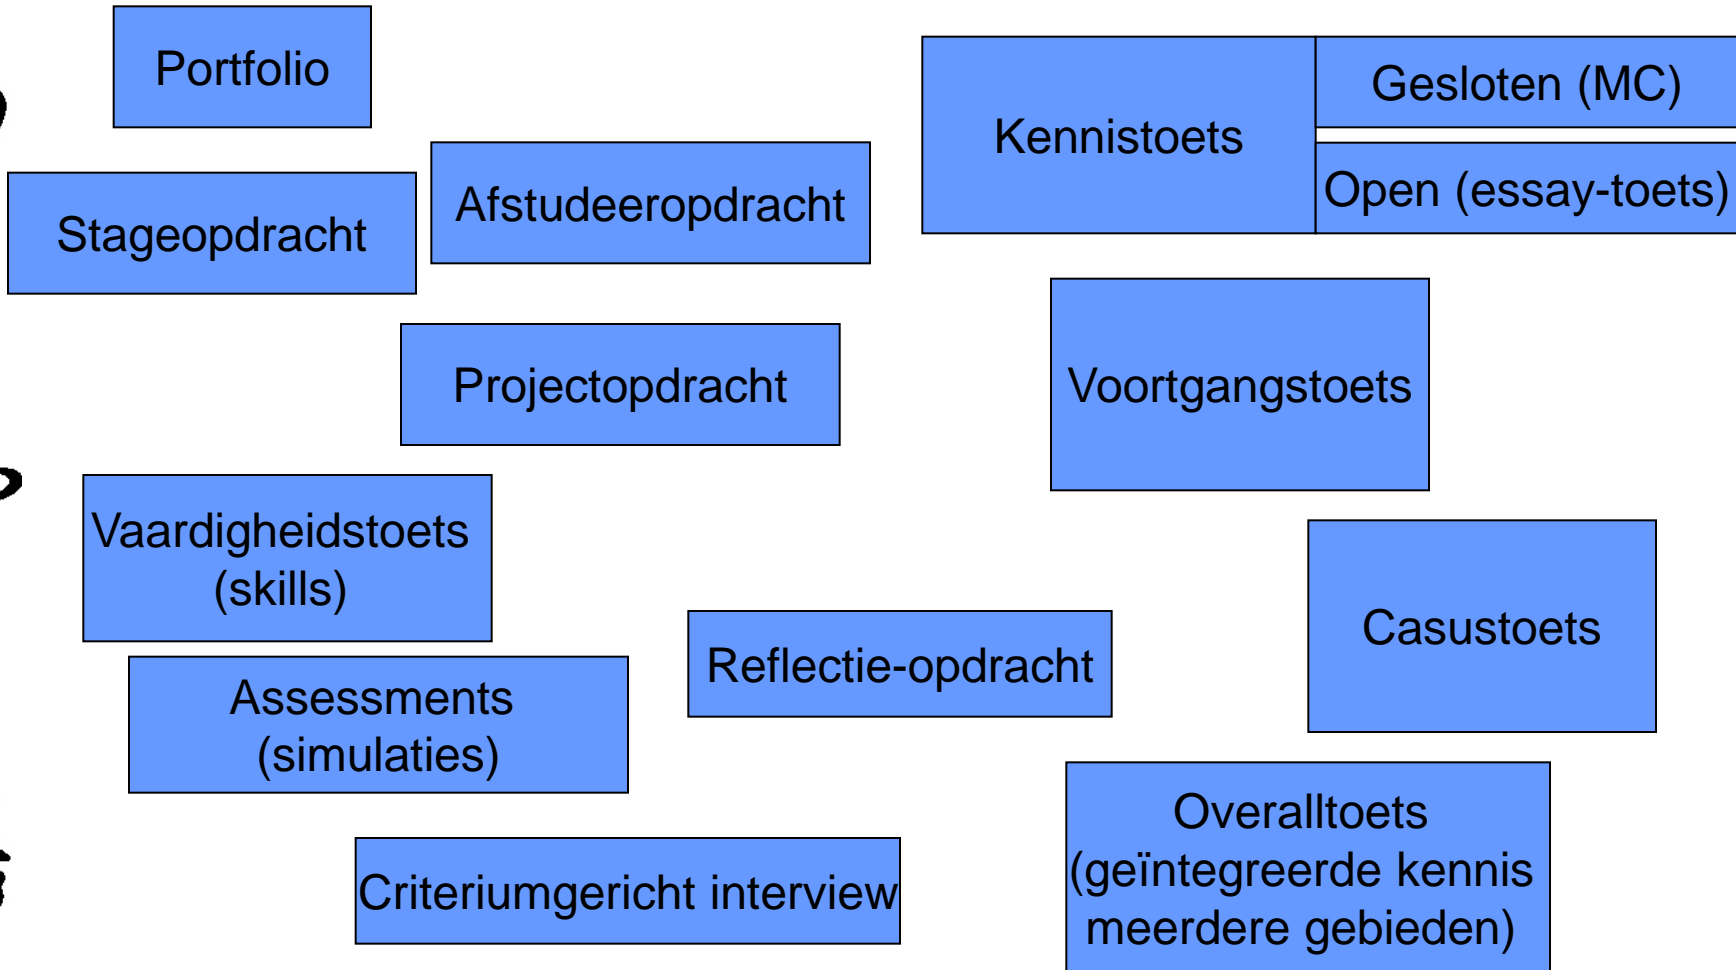 Portfolio
Stageopdracht
Afstudeeropdracht
Kennistoets
Gesloten (MC)
Open (essay-toets)
Projectopdracht
Voortgangstoets
Vaardigheidstoets
(skills)
Assessments
(simulaties)
Reflectie-opdracht
Casustoets
Criteriumgericht interview
Overalltoets
(geïntegreerde kennis
meerdere gebieden)